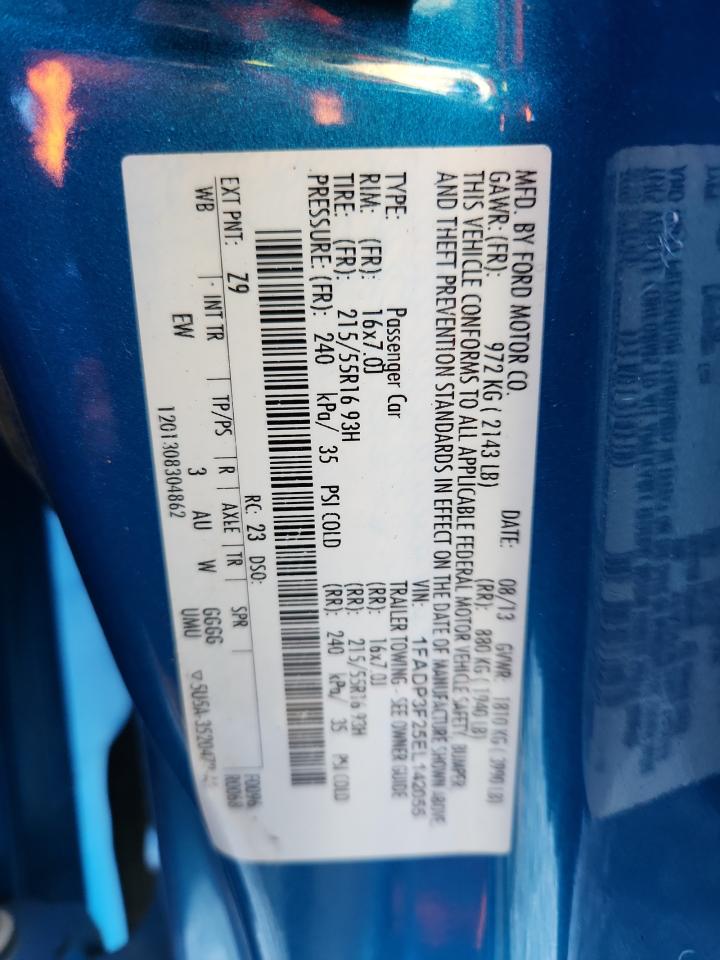 MFD. BY FORD MOTOR CO. DATE: 08/13 GVWR: 1810 KG ( 3990 LB)
GAWR: (FR): 972 KG ( 2143 LB) (RR): 880 KG ( 1940 LB)
THIS VEHICLE CONFORMS TO ALL APPLICABLE FEDERAL MOTOR VEHICLE SAFETY, BUMPER
AND THEFT PREVENTION STANDARDS IN EFFECT ON THE DATE OF MANUFACTURE SHOWN ABOVE.
VIN: 1FADP3F25EL142056
TYPE: Passenger Car TRAILER TOWING - SEE OWNER GUIDE
RIM: (FR): 16x7.0J (RR): 16x7.0J
TIRE: (FR): 215/55R16 93H (RR): 215/55R16 93H
PRESSURE: (FR): 240 kPa/ 35 PSI COLD (RR): 240 kPa/ 35 PSI COLD
F0096
R0068
EXT PNT: Z9 RC: 23 DSO:
WB INT TR TP/PS R AXLE TR SPR
EW 3 AU W GGGG
UMU
1201308304862